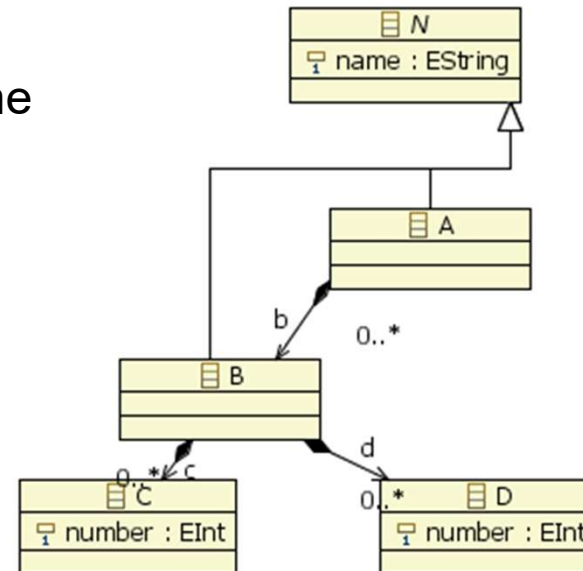 N
name : EString
ne
A
b
0..*
B
d
0..* c
C
0..*
D
number : EInt
number : EInt